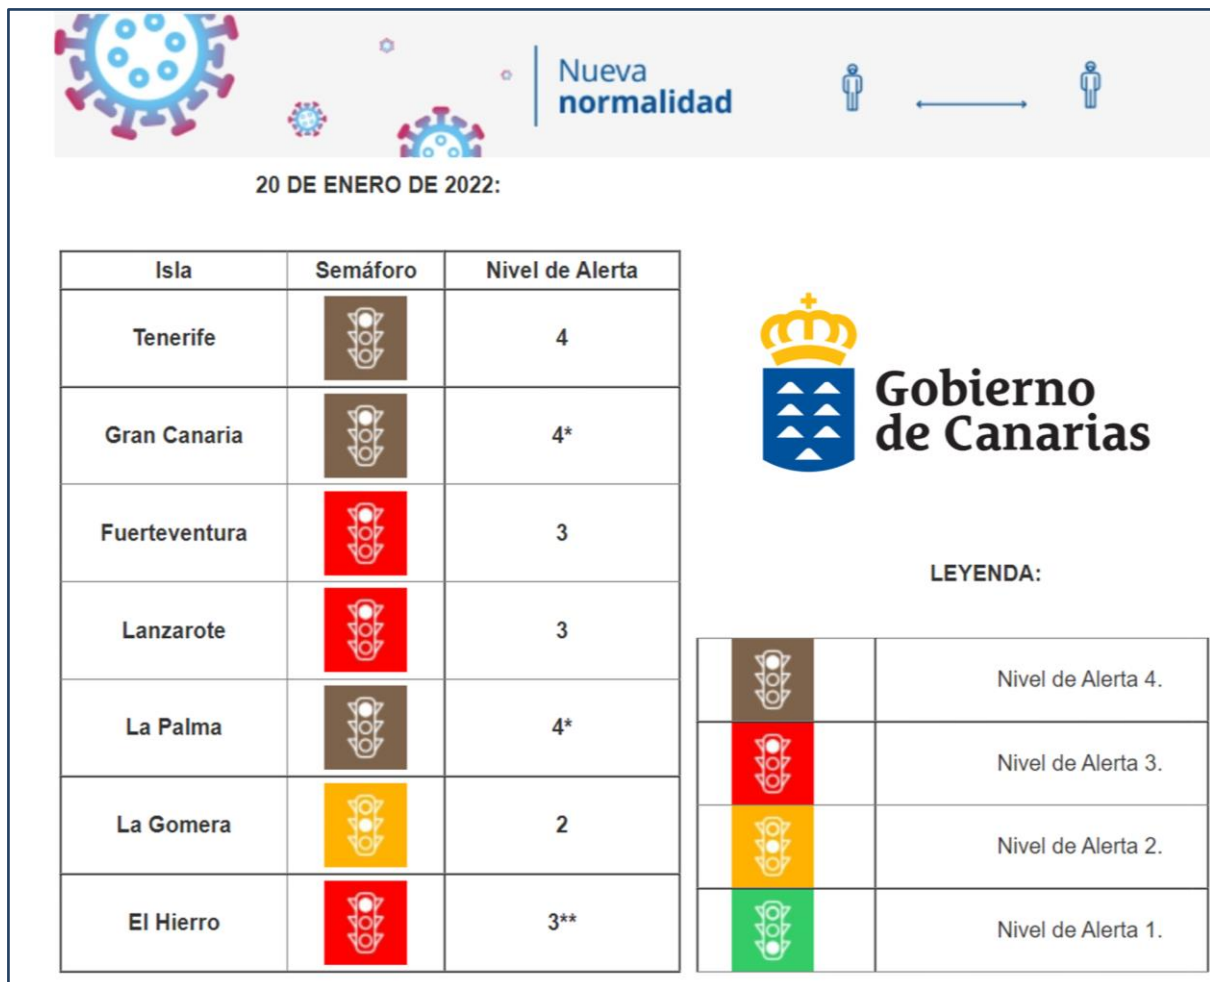 Nueva
normalidad
20 DE ENERO DE 2022:
Isla Semáforo Nivel de Alerta
Tenerife 4
Gran Canaria 4*
Fuerteventura 3
Lanzarote 3
La Palma 4*
La Gomera 2
El Hierro 3**
Gobierno
de Canarias
LEYENDA:
Nivel de Alerta 4.
Nivel de Alerta 3.
Nivel de Alerta 2.
Nivel de Alerta 1.